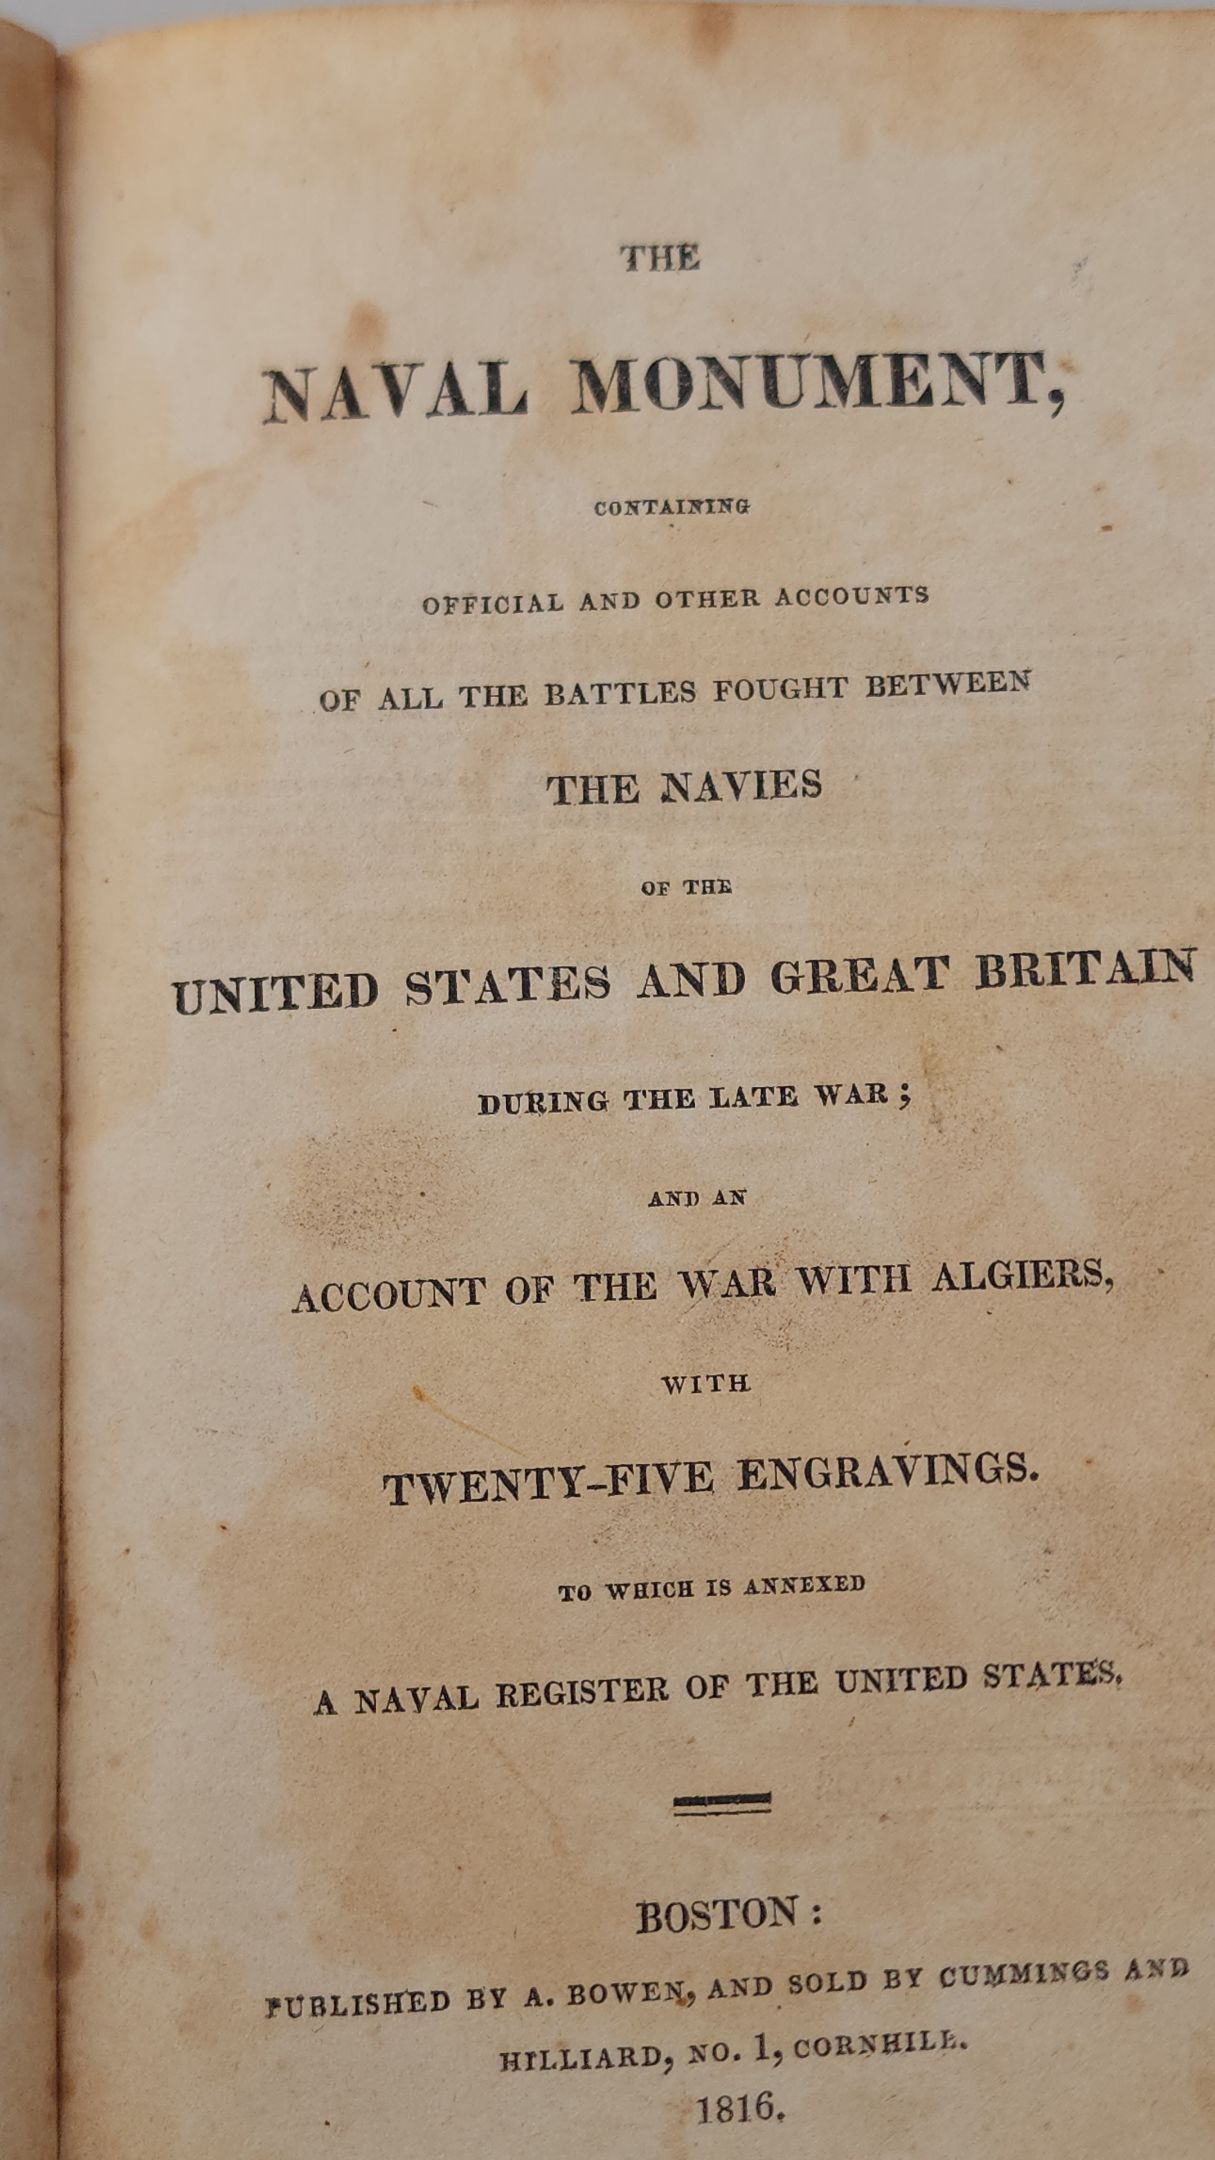 THE
NAVAL MONUMENT,
CONTAINING
OFFICIAL AND OTHER ACCOUNTS
OF ALL THE BATTLES FOUGHT BETWEEN
THE NAVIES
OF THE
UNITED STATES AND GREAT BRITAIN
DURING THE LATE WAR;
AND AN
ACCOUNT OF THE WAR WITH ALGIERS,
WITH
TWENTY-FIVE ENGRAVINGS.
TO WHICH IS ANNEXED
A NAVAL REGISTER OF THE UNITED STATES.
BOSTON:
PUBLISHED BY A. BOWEN, AND SOLD BY CUMMINGS AND
HILLIARD, NO. 1, CORNHILL.
1816.